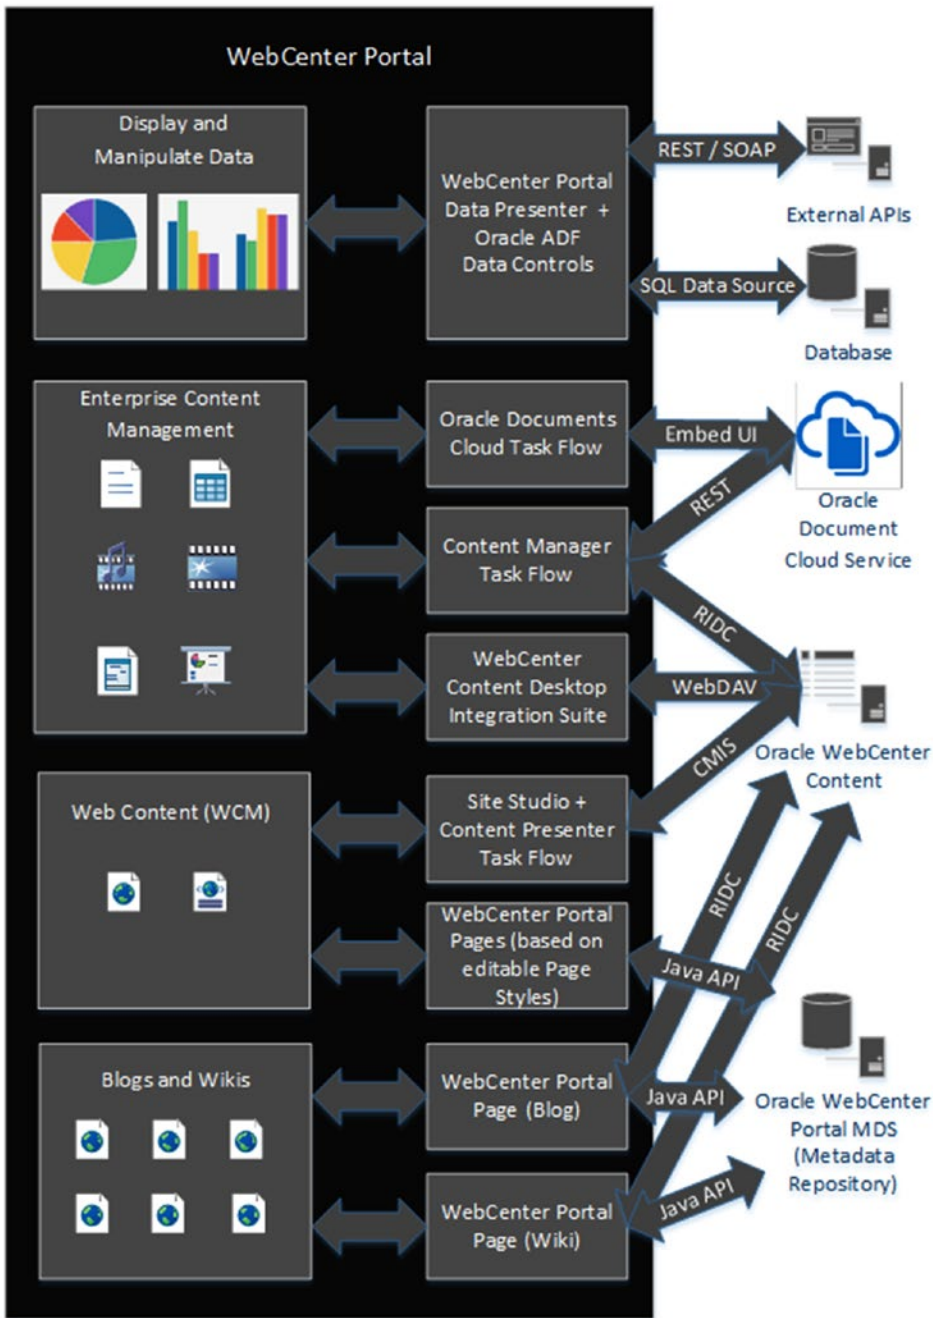 WebCenter Portal
Display and
Manipulate Data
WebCenter Portal
Data Presenter +
Oracle ADF
Data Controls
REST / SOAP
External APIs
SQL Data Source
Database
Enterprise Content
Management
Oracle Documents
Cloud Task Flow
Embed UI
Oracle
Document
Cloud Service
REST
Content Manager
Task Flow
RIDC
WebCenter
Content Desktop
Integration Suite
WebDAV
Oracle WebCenter
Content
CMIS
Web Content (WCM)
Site Studio +
Content Presenter
Task Flow
RIDC
RIDC
WebCenter Portal
Pages (based on
editable Page
Styles)
Java API
Blogs and Wikis
WebCenter Portal
Page (Blog)
Java API
Oracle WebCenter
Portal MDS
(Metadata
Repository)
WebCenter Portal
Page (Wiki)
Java API